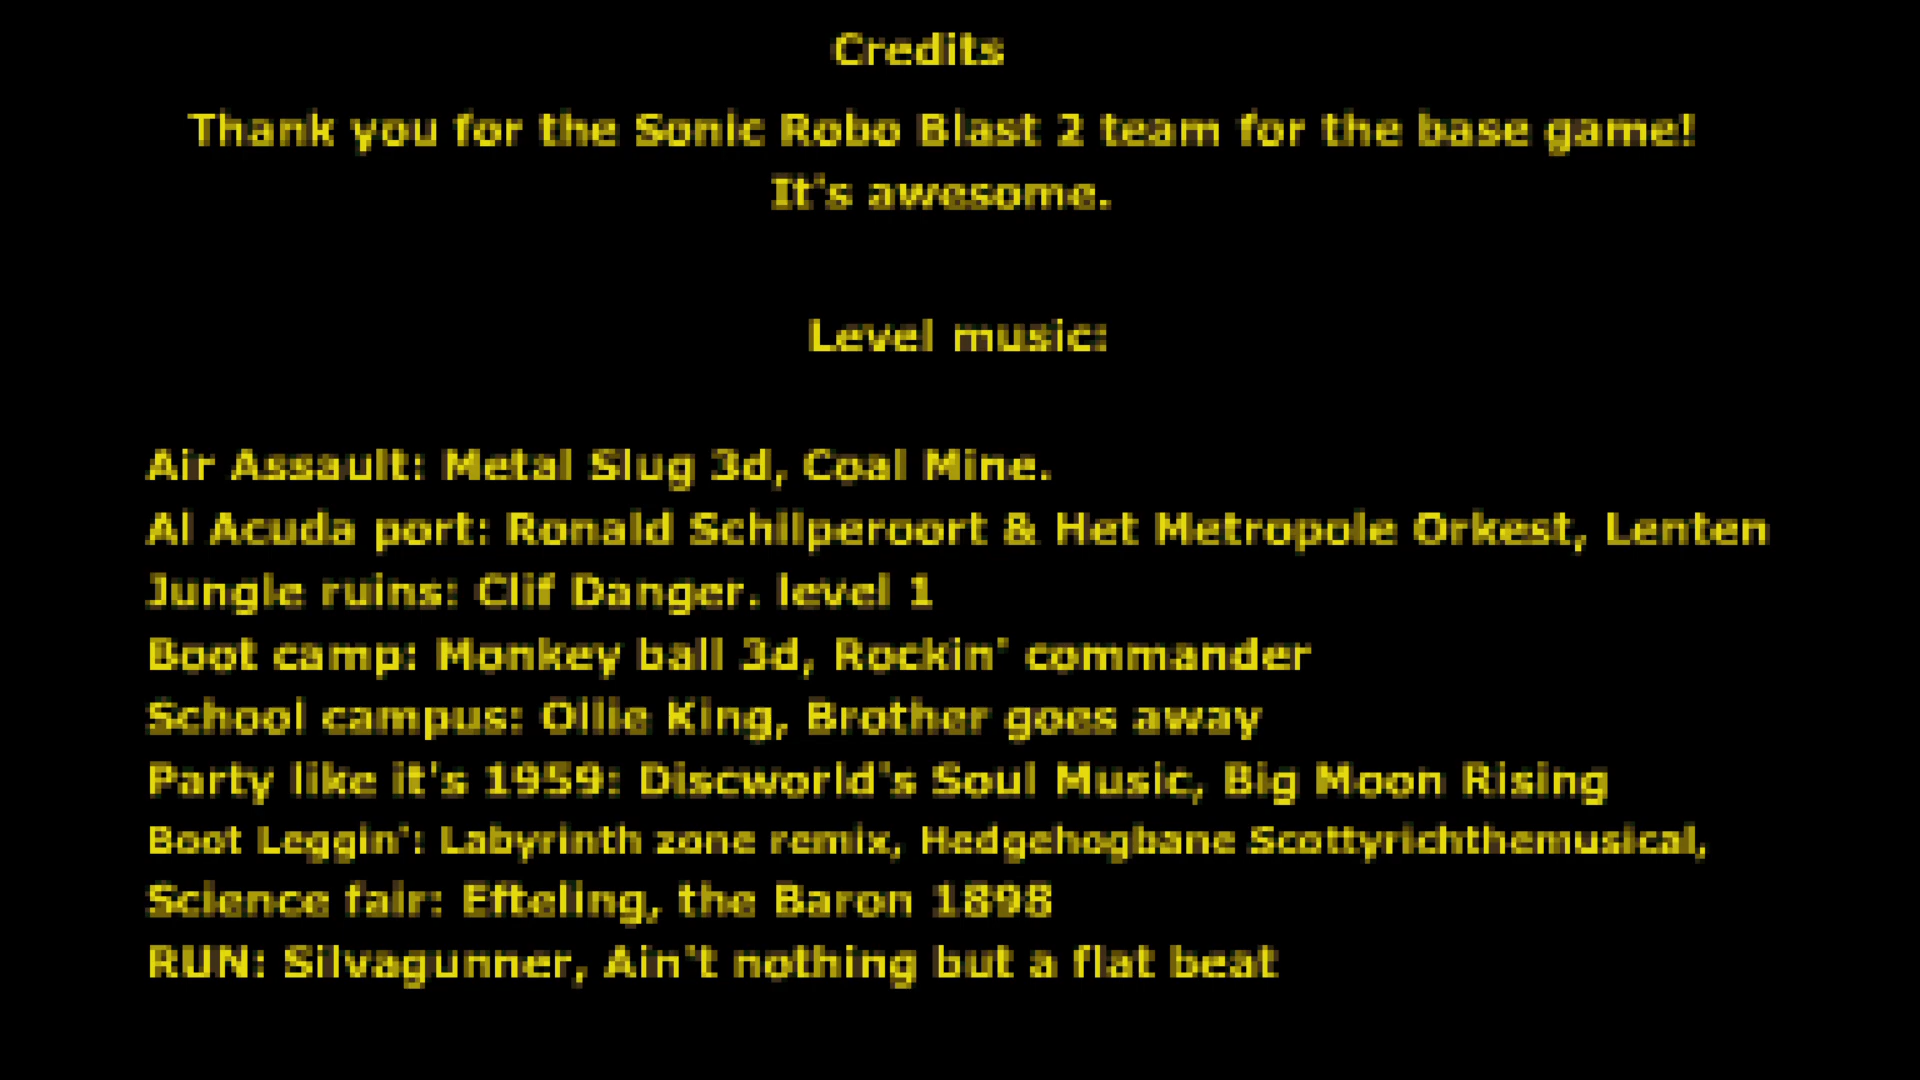 Credits
Thank you for the Sonic Robo Blast 2 team for the base game!
It's awesome.
Level music:
Air Assault: Metal Slug 3d, Coal Mine.
Al Acuda port: Ronald Schilperoort & Het Metropole Orkest, Lenten
Jungle ruins: Clif Danger. level 1
Boot camp: Monkey ball 3d, Rockin' commander
School campus: Ollie King, Brother goes away
Party like it's 1959: Discworld's Soul Music, Big Moon Rising
Boot Leggin': Labyrinth zone remix, Hedgehogbane Scottyrichthemusical,
Science fair: Efteling, the Baron 1898
RUN: Silvagunner, Ain't nothing but a flat beat